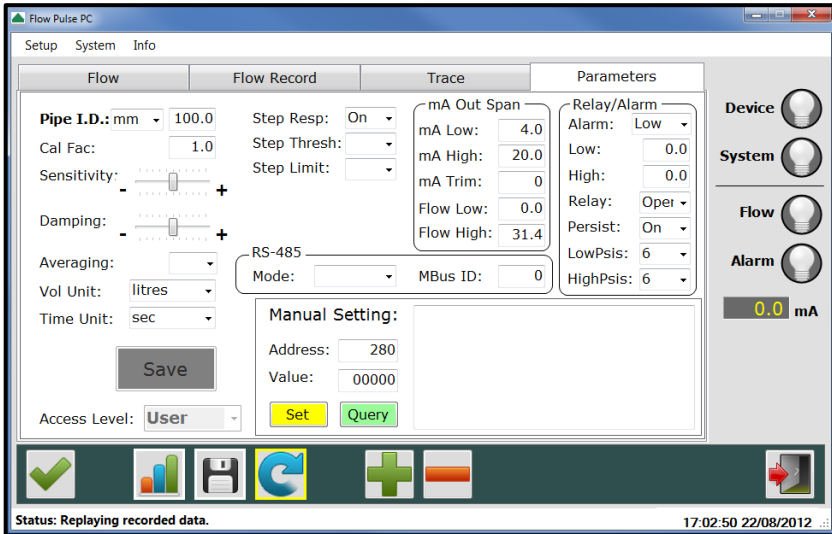 Flow Pulse PC
Setup System Info
Flow Flow Record Trace Parameters
Pipe I.D.: mm 100.0
Cal Fac: 1.0
Sensitivity:
- +
Damping:
- +
Averaging:
Vol Unit: litres
Time Unit: sec
Save
Access Level: User
Step Resp: On
Step Thresh:
Step Limit:
mA Out Span
mA Low: 4.0
mA High: 20.0
mA Trim: 0
Flow Low: 0.0
Flow High: 31.4
Relay/Alarm
Alarm: Low
Low: 0.0
High: 0.0
Relay: Oper
Persist: On
LowPsis: 6
HighPsis: 6
RS-485
Mode: MBus ID: 0
Manual Setting:
Address: 280
Value: 00000
Set Query
Device
System
Flow
Alarm
0.0 mA
Status: Replaying recorded data. 17:02:50 22/08/2012